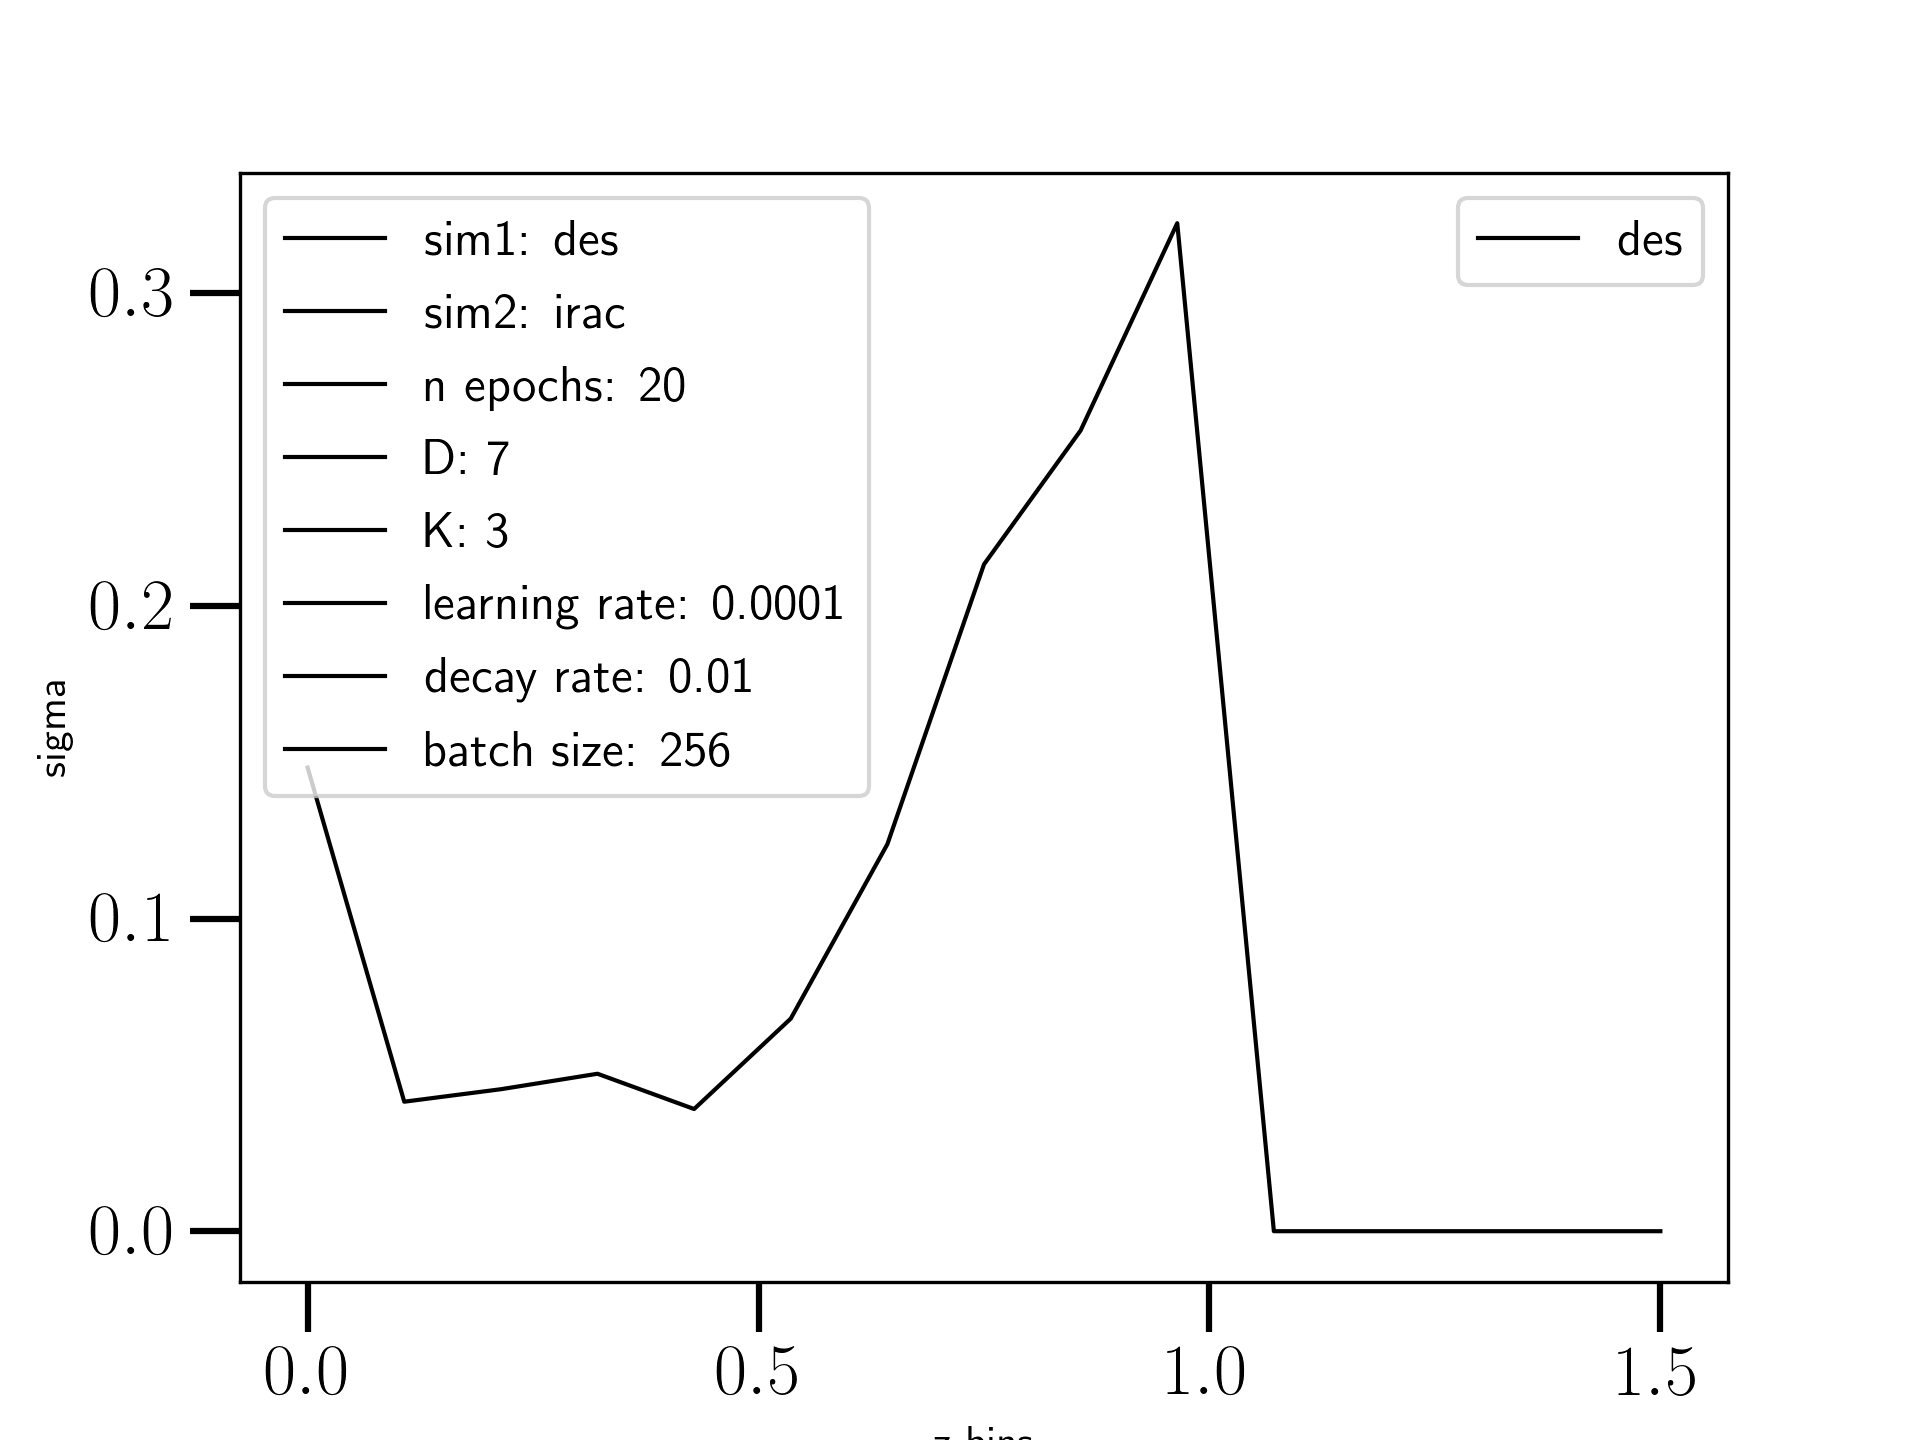 sim1: des
sim2: irac
n epochs: 20
D: 7
K: 3
learning rate: 0.0001
decay rate: 0.01
batch size: 256
des
0.3
0.2
0.1
0.0
sigma
0.0 0.5 1.0 1.5
z bins